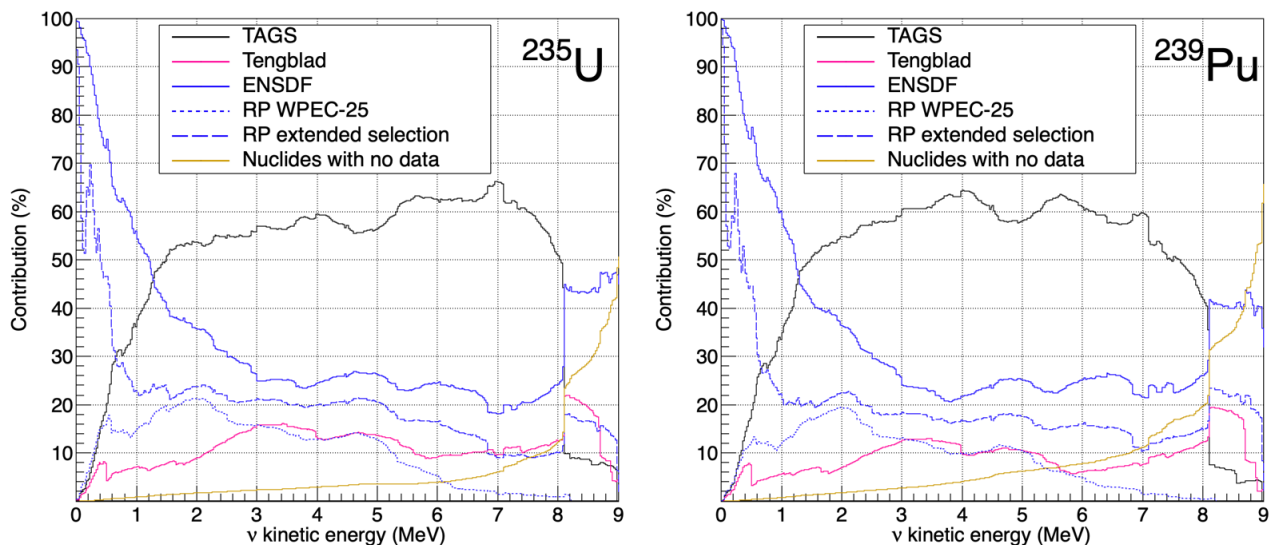 100
90
80
70
60
50
40
30
20
10
0 1 2 3 4 5 6 7 8 9
Contribution (%)
ν kinetic energy (MeV)
TAGS
Tengblad
ENSDF
RP WPEC-25
RP extended selection
Nuclides with no data
²³⁵U
100
90
80
70
60
50
40
30
20
10
0 1 2 3 4 5 6 7 8 9
Contribution (%)
ν kinetic energy (MeV)
TAGS
Tengblad
ENSDF
RP WPEC-25
RP extended selection
Nuclides with no data
²³⁹Pu